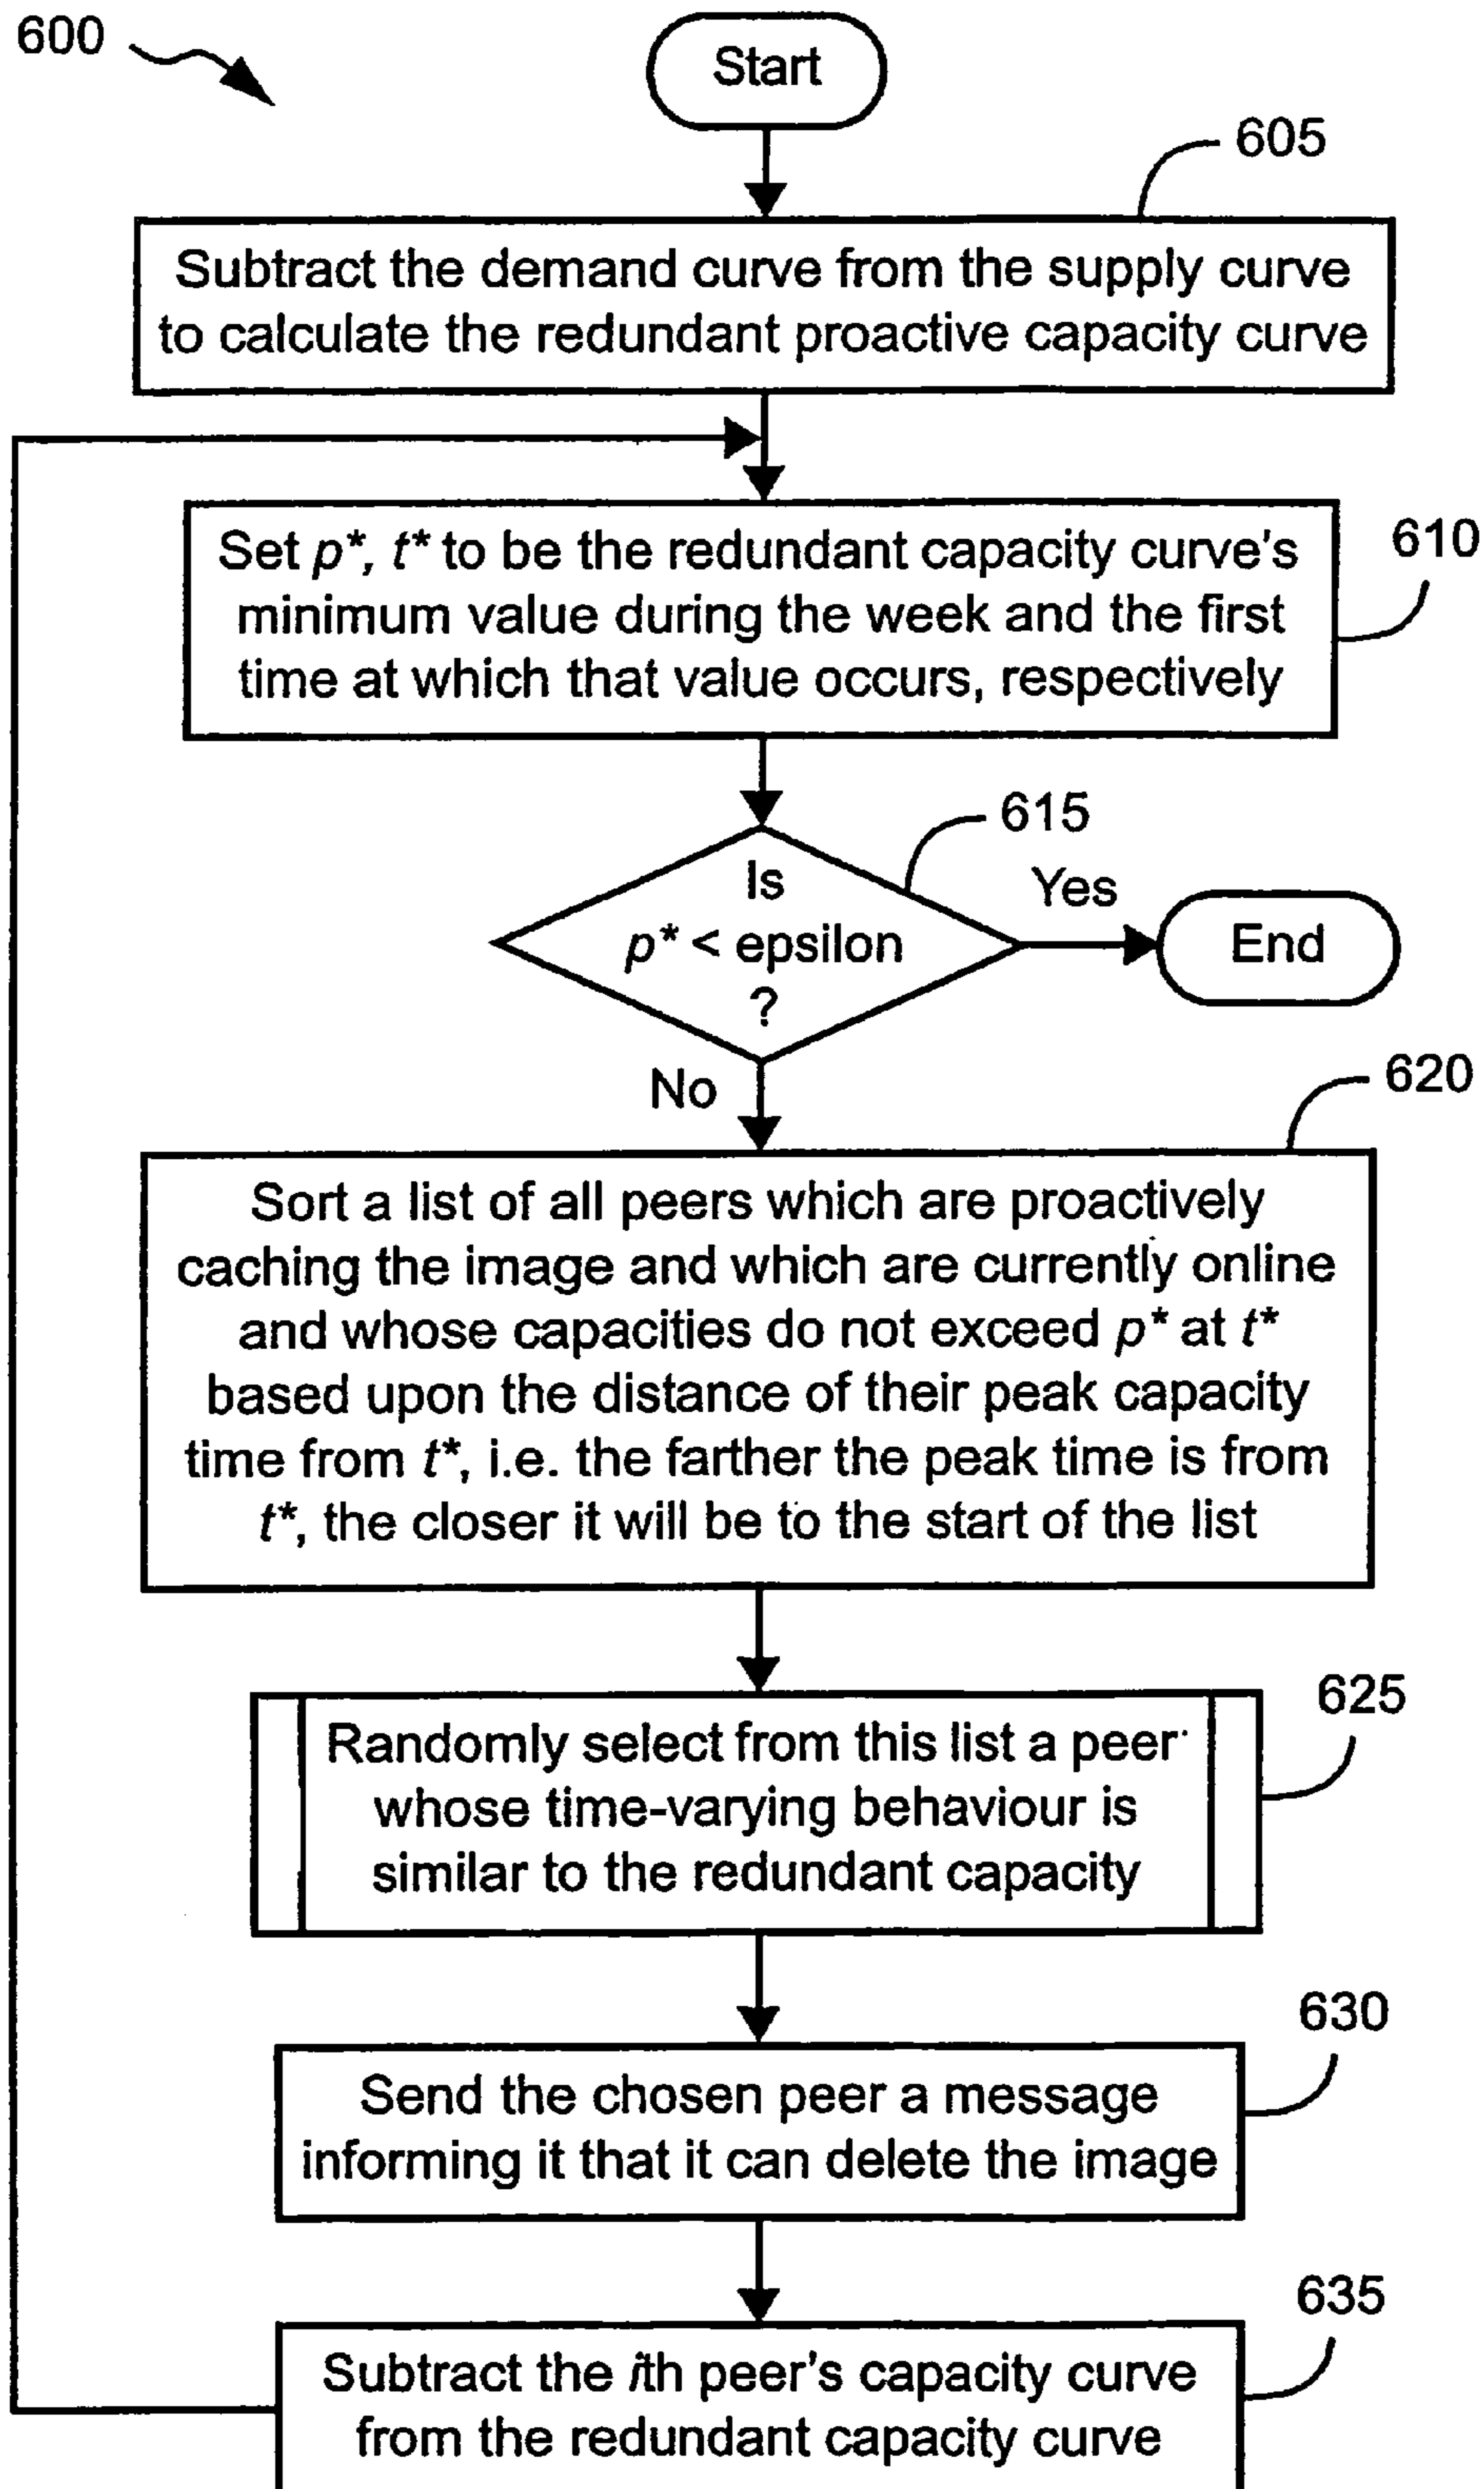 600
Start
605
Subtract the demand curve from the supply curve
to calculate the redundant proactive capacity curve
Set p*, t* to be the redundant capacity curve's
minimum value during the week and the first
time at which that value occurs, respectively
610
615
Is
p* < epsilon
?
Yes
End
No
620
Sort a list of all peers which are proactively
caching the image and which are currently online
and whose capacities do not exceed p* at t*
based upon the distance of their peak capacity
time from t*, i.e. the farther the peak time is from
t*, the closer it will be to the start of the list
625
Randomly select from this list a peer
whose time-varying behaviour is
similar to the redundant capacity
630
Send the chosen peer a message
informing it that it can delete the image
635
Subtract the ith peer's capacity curve
from the redundant capacity curve